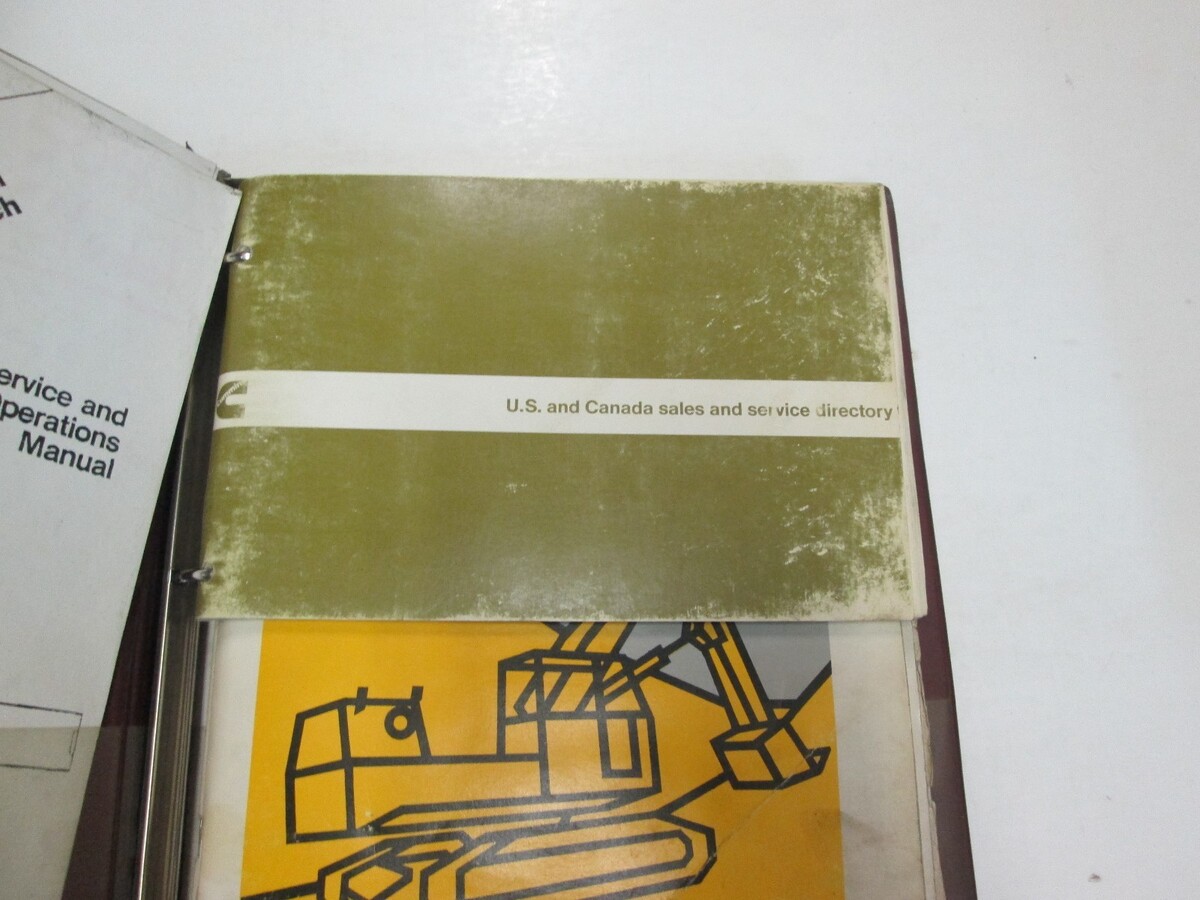 ch
ervice and
perations
Manual
U.S. and Canada sales and service directory